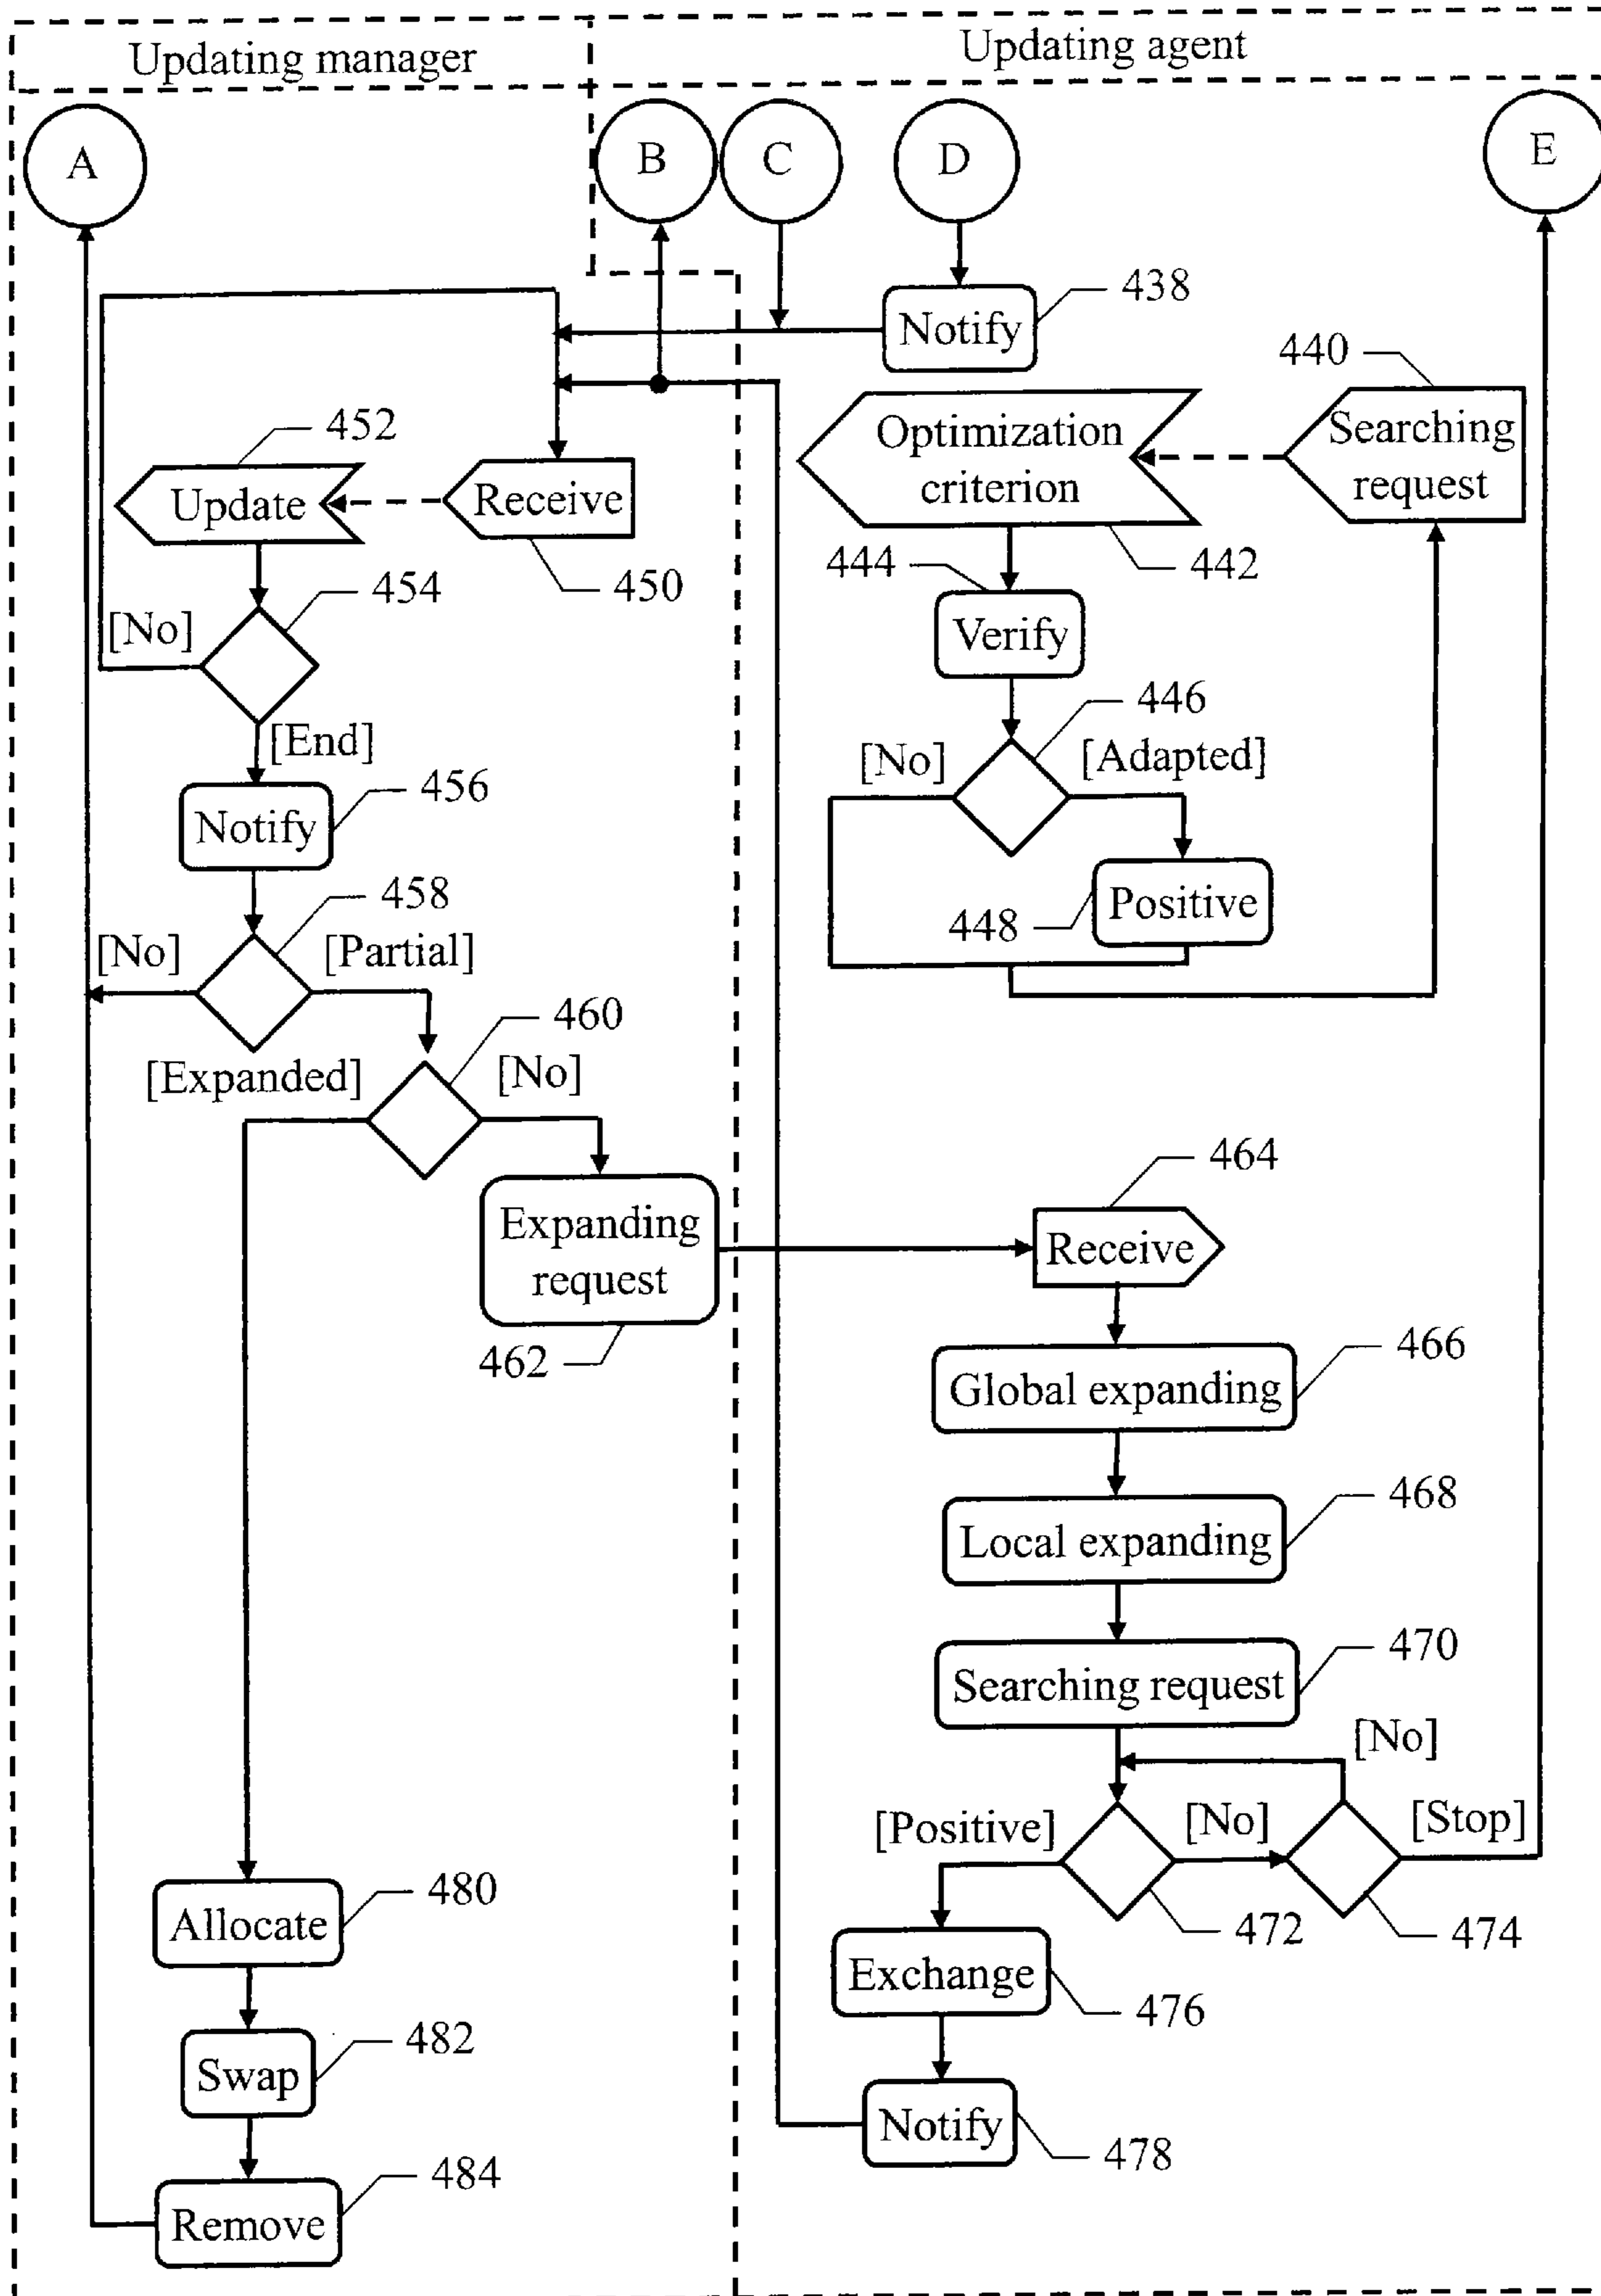 Updating manager
Updating agent
A
B
C
D
E
438
Notify
440
Searching
request
Optimization
criterion
452
Update
Receive
442
444
450
454
[No]
Verify
446
[End]
[No]
[Adapted]
456
Notify
458
Positive
448
[No]
[Partial]
460
[Expanded]
[No]
464
Expanding
request
Receive
462
466
Global expanding
468
Local expanding
470
Searching request
[No]
[Positive]
[No]
[Stop]
480
Allocate
472
474
Exchange
476
482
Swap
Notify
478
484
Remove